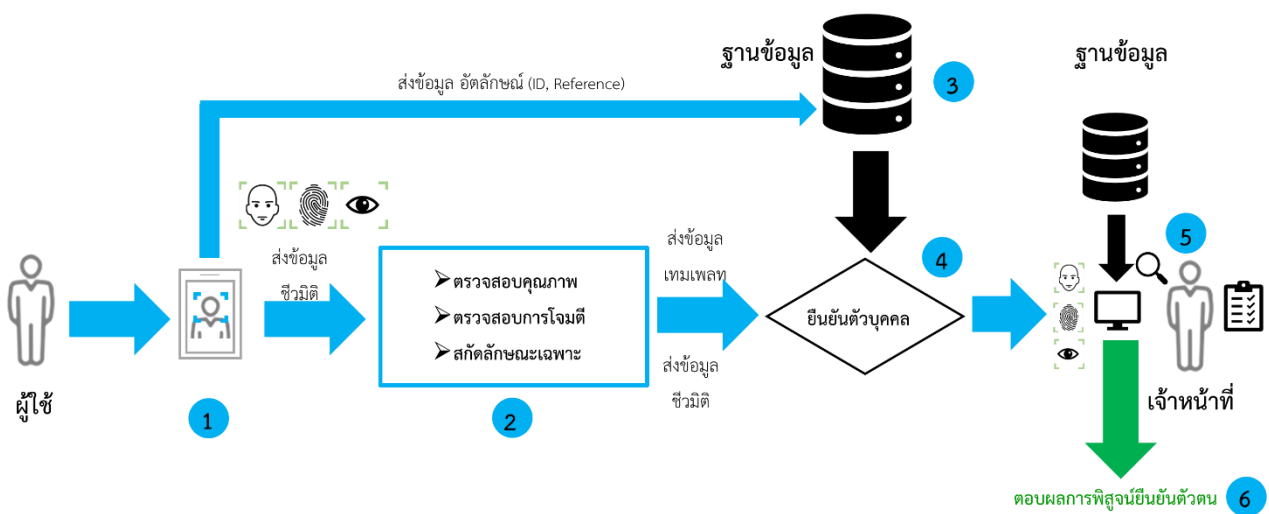 ฐานข้อมูล
ฐานข้อมูล
ส่งข้อมูล อัตลักษณ์ (ID, Reference)
3
ส่งข้อมูล
ชีวมิติ
ส่งข้อมูล
เทมเพลท
4
5
➢ตรวจสอบคุณภาพ
➢ตรวจสอบการโจมตี
➢สกัดลักษณะเฉพาะ
ยืนยันตัวบุคคล
ส่งข้อมูล
ชีวมิติ
ผู้ใช้
1
2
เจ้าหน้าที่
ตอบผลการพิสูจน์ยืนยันตัวตน
6